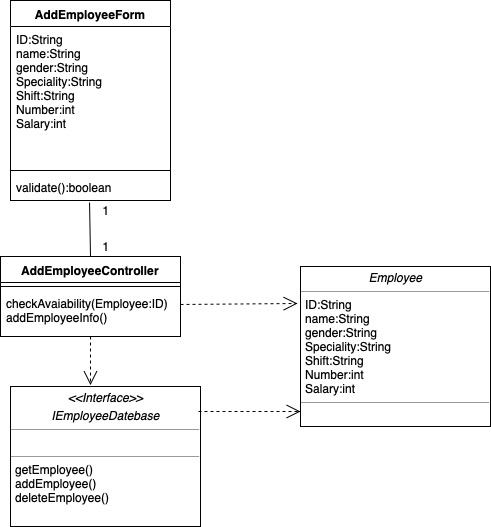 AddEmployeeForm
ID:String
name:String
gender:String
Speciality:String
Shift:String
Number:int
Salary:int
validate():boolean
1
1
AddEmployeeController
checkAvaiability(Employee:ID)
addEmployeeInfo()
Employee
ID:String
name:String
gender:String
Speciality:String
Shift:String
Number:int
Salary:int
<<Interface>>
IEmployeeDatebase
getEmployee()
addEmployee()
deleteEmployee()